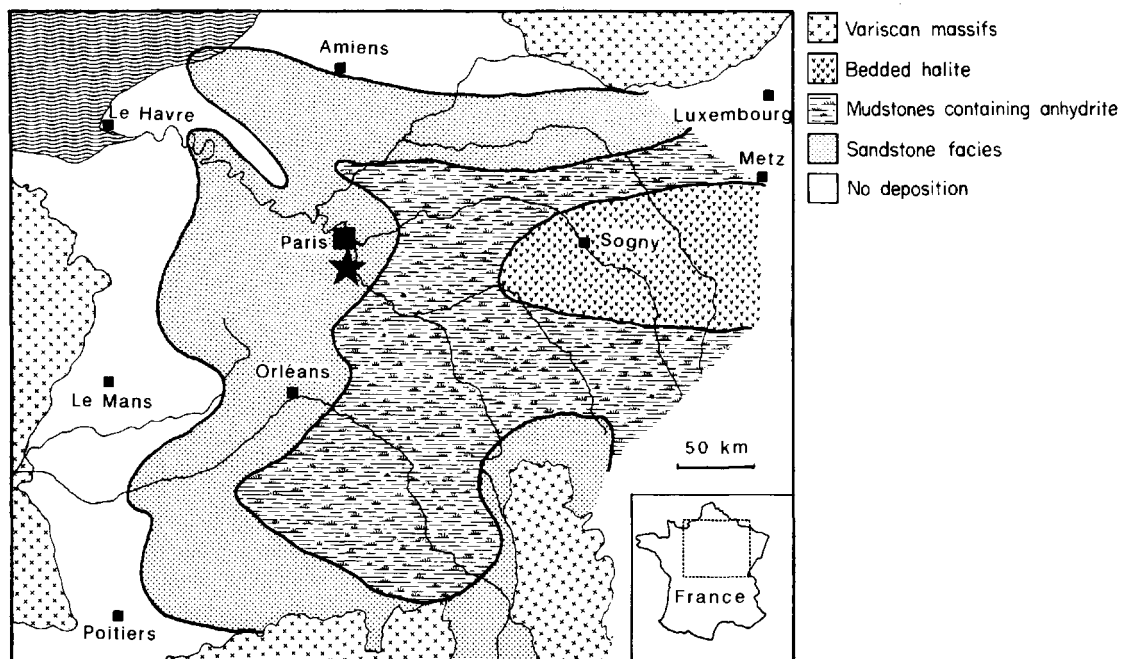 Amiens
Le Havre
Luxembourg
Metz
Paris
Sogny
Orléans
Le Mans
50 km
Poitiers
France
Variscan massifs
Bedded halite
Mudstones containing anhydrite
Sandstone facies
No deposition